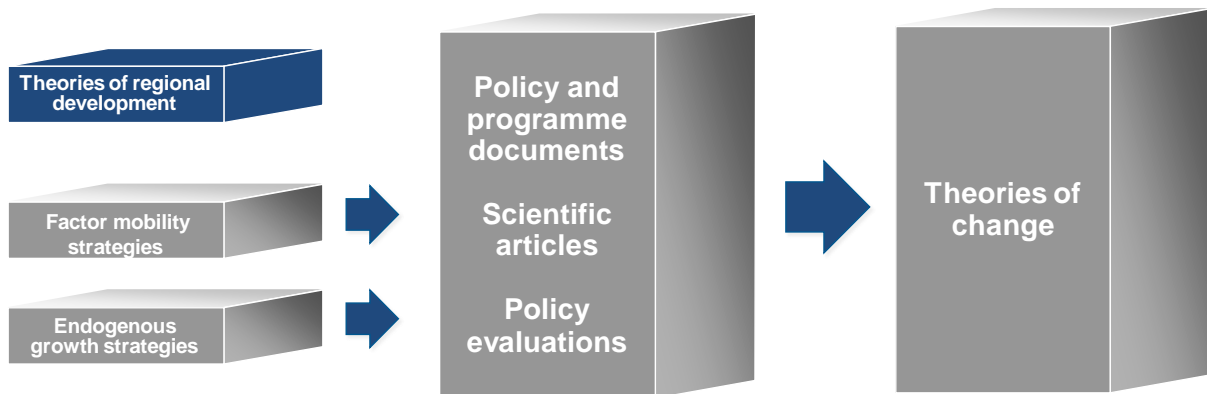 Theories of regional
development
Factor mobility
strategies
Endogenous
growth strategies
Policy and
programme
documents
Scientific
articles
Policy
evaluations
Theories of
change